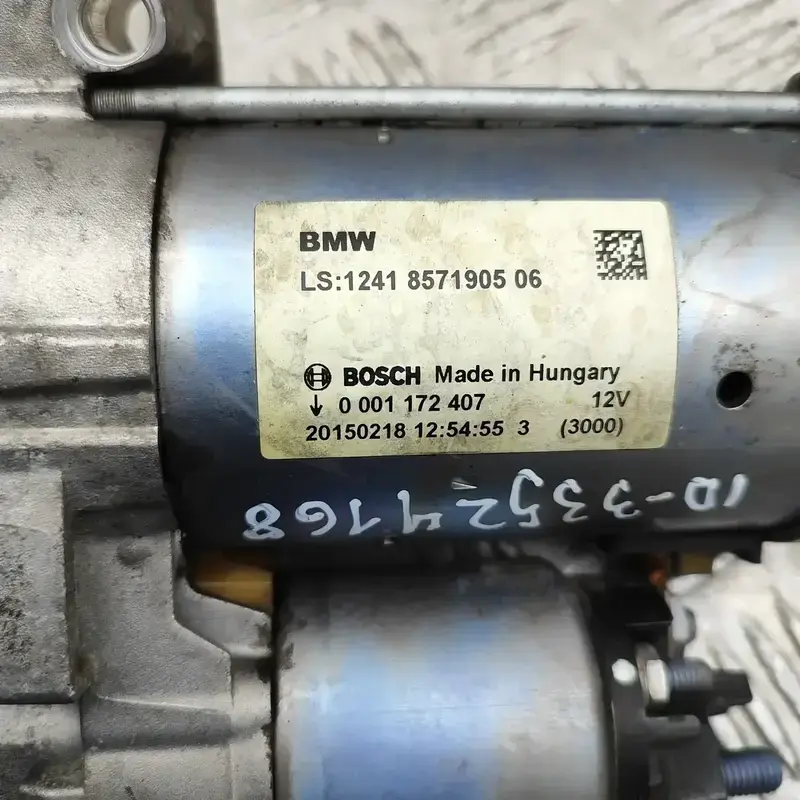 BMW
LS:1241 8571905 06
BOSCH Made in Hungary
0 001 172 407 12V
20150218 12:54:55 3 (3000)
ID-33524168